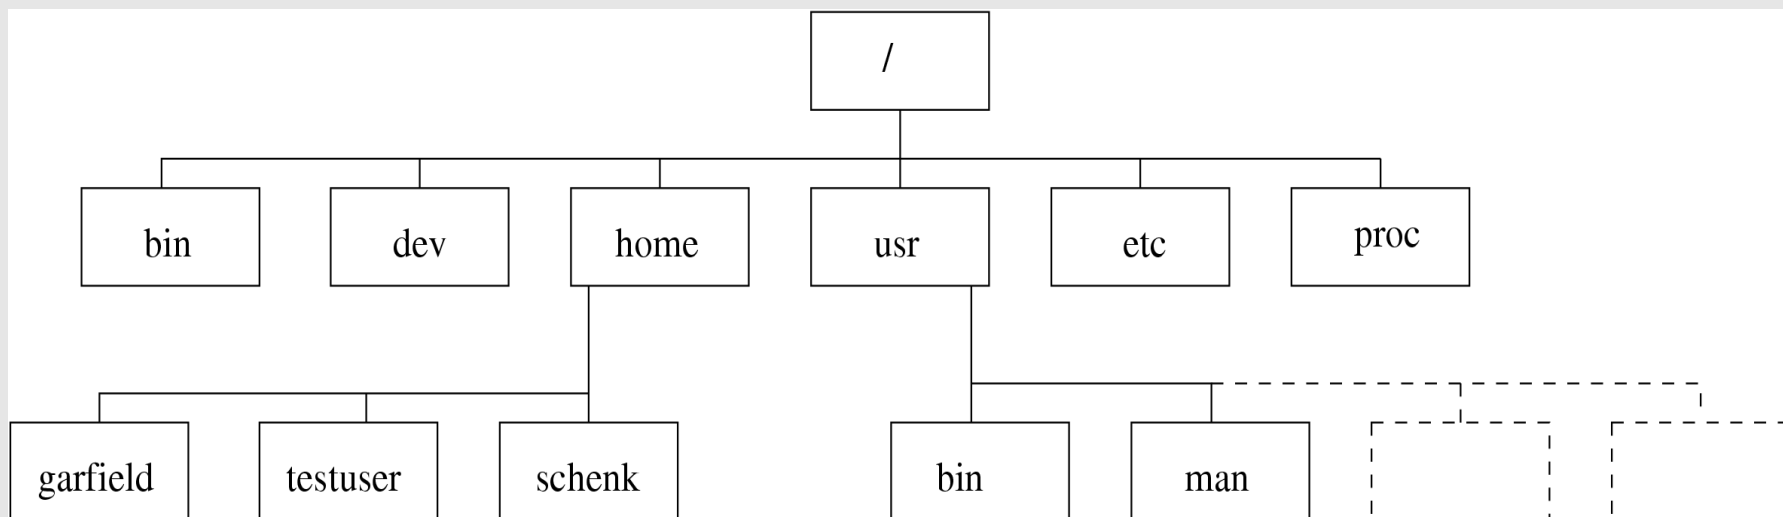 /
bin
dev
home
usr
etc
proc
garfield
testuser
schenk
bin
man